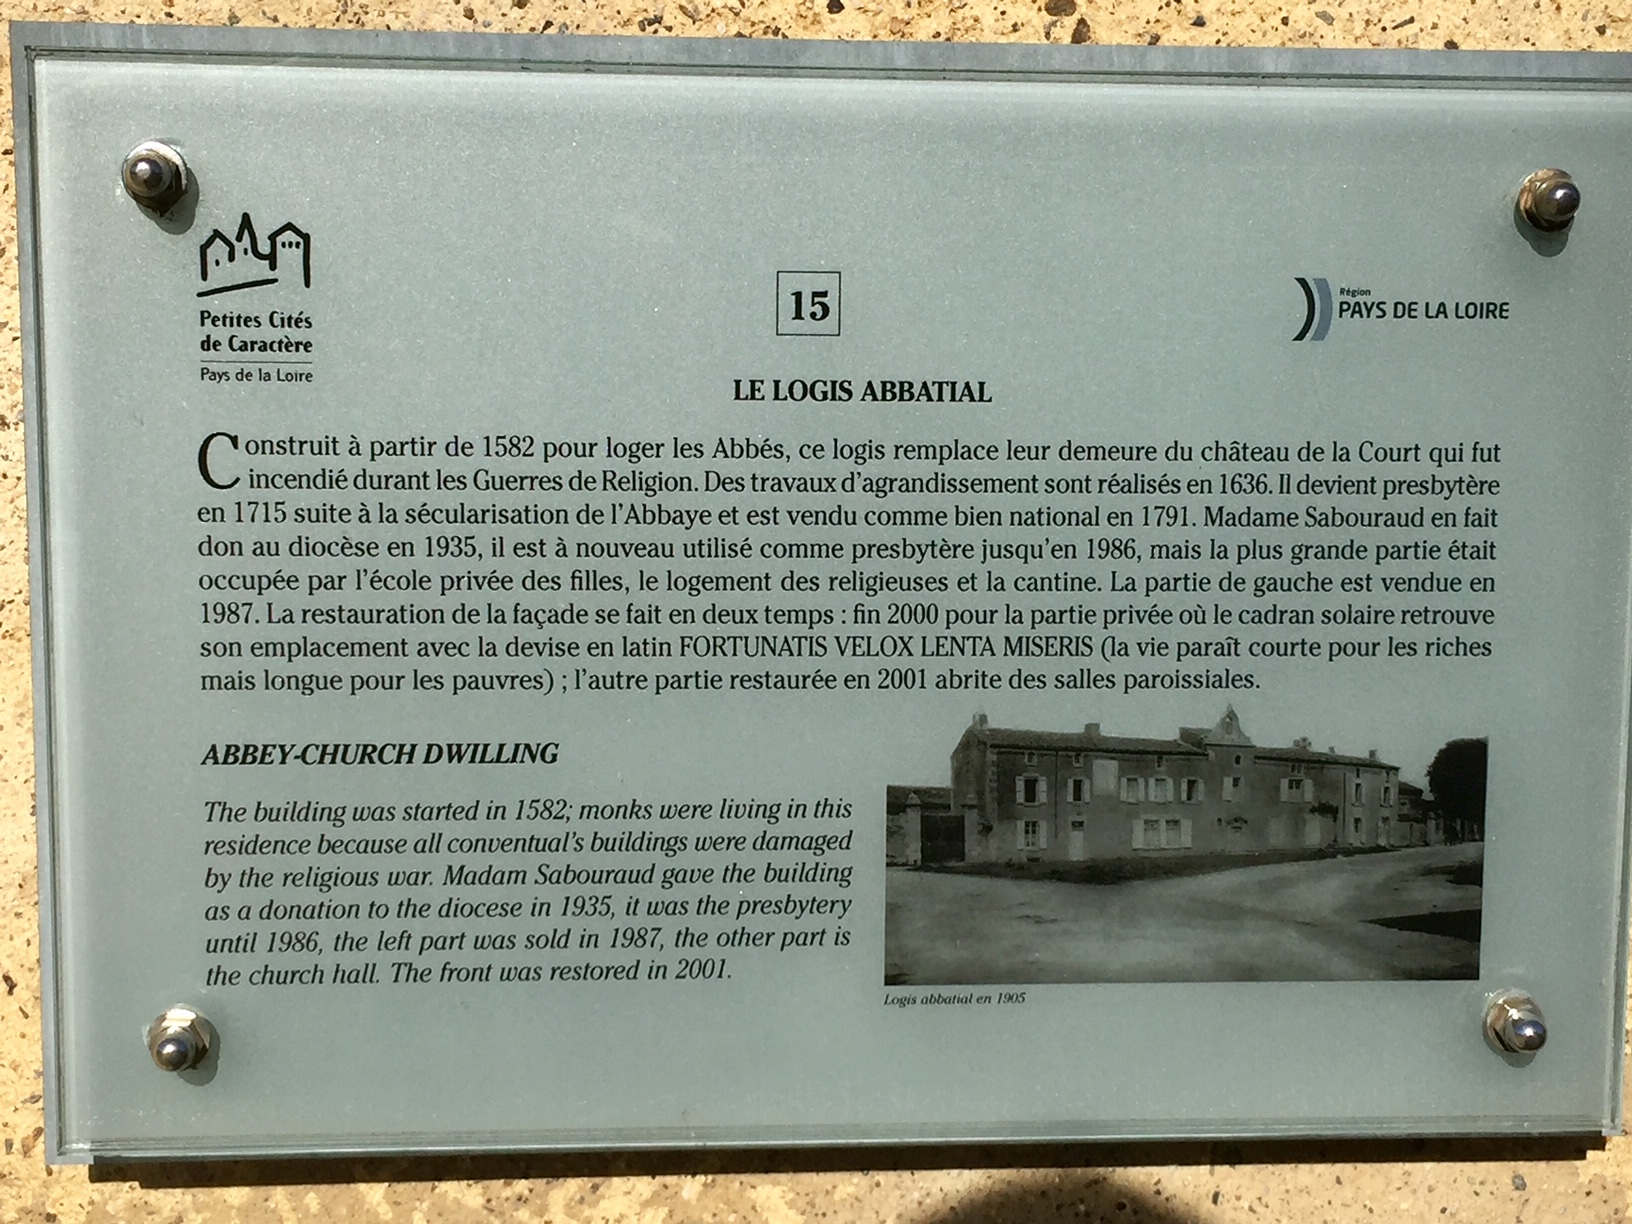 Petites Cités
de Caractère
Pays de la Loire
15
Région
PAYS DE LA LOIRE
LE LOGIS ABBATIAL
Construit à partir de 1582 pour loger les Abbés, ce logis remplace leur demeure du château de la Court qui fut
incendié durant les Guerres de Religion. Des travaux d'agrandissement sont réalisés en 1636. Il devient presbytère
en 1715 suite à la sécularisation de l'Abbaye et est vendu comme bien national en 1791. Madame Sabouraud en fait
don au diocèse en 1935, il est à nouveau utilisé comme presbytère jusqu'en 1986, mais la plus grande partie était
occupée par l'école privée des filles, le logement des religieuses et la cantine. La partie de gauche est vendue en
1987. La restauration de la façade se fait en deux temps : fin 2000 pour la partie privée où le cadran solaire retrouve
son emplacement avec la devise en latin FORTUNATIS VELOX LENTA MISERIS (la vie paraît courte pour les riches
mais longue pour les pauvres) ; l'autre partie restaurée en 2001 abrite des salles paroissiales.
ABBEY-CHURCH DWILLING
The building was started in 1582; monks were living in this
residence because all conventual's buildings were damaged
by the religious war. Madam Sabouraud gave the building
as a donation to the diocese in 1935, it was the presbytery
until 1986, the left part was sold in 1987, the other part is
the church hall. The front was restored in 2001.
Logis abbatial en 1905